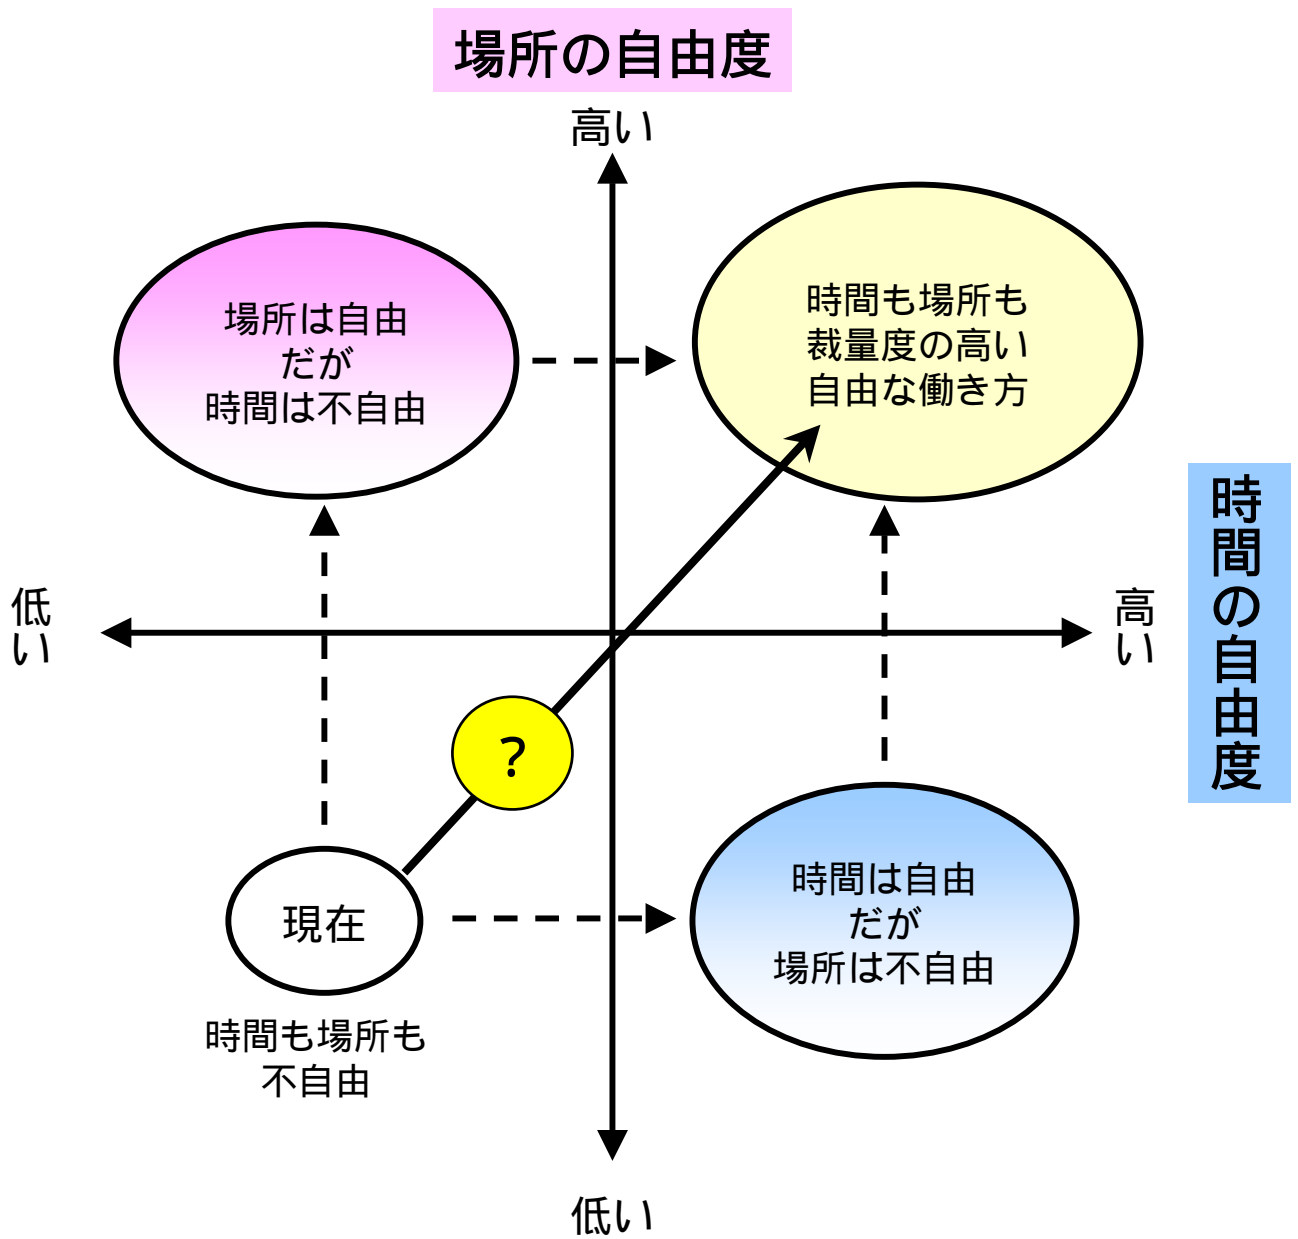 場所の自由度
高い
時間も場所も
裁量度の高い
自由な働き方
場所は自由
だが
時間は不自由
時間の自由度
低い
高い
?
時間は自由
だが
場所は不自由
現在
時間も場所も
不自由
低い